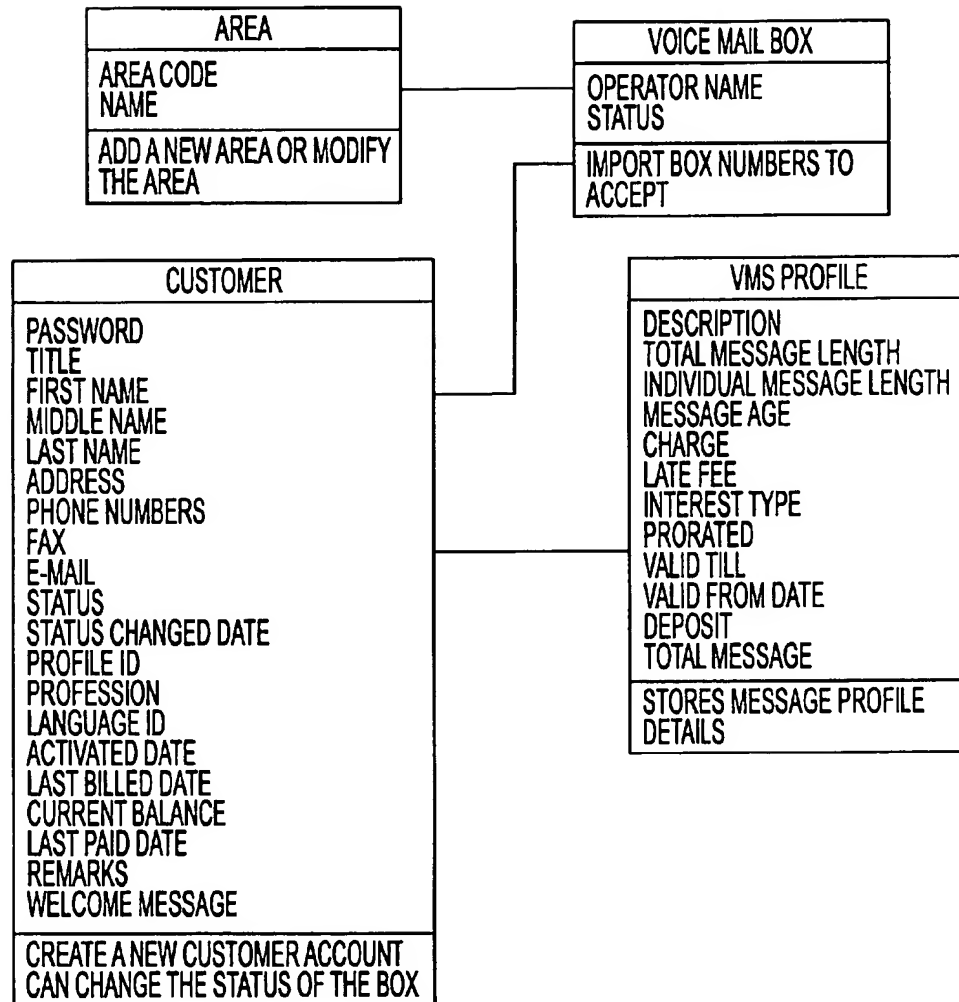 AREA
AREA CODE
NAME
ADD A NEW AREA OR MODIFY
THE AREA
VOICE MAIL BOX
OPERATOR NAME
STATUS
IMPORT BOX NUMBERS TO
ACCEPT
CUSTOMER
PASSWORD
TITLE
FIRST NAME
MIDDLE NAME
LAST NAME
ADDRESS
PHONE NUMBERS
FAX
E-MAIL
STATUS
STATUS CHANGED DATE
PROFILE ID
PROFESSION
LANGUAGE ID
ACTIVATED DATE
LAST BILLED DATE
CURRENT BALANCE
LAST PAID DATE
REMARKS
WELCOME MESSAGE
CREATE A NEW CUSTOMER ACCOUNT
CAN CHANGE THE STATUS OF THE BOX
VMS PROFILE
DESCRIPTION
TOTAL MESSAGE LENGTH
INDIVIDUAL MESSAGE LENGTH
MESSAGE AGE
CHARGE
LATE FEE
INTEREST TYPE
PRORATED
VALID TILL
VALID FROM DATE
DEPOSIT
TOTAL MESSAGE
STORES MESSAGE PROFILE
DETAILS